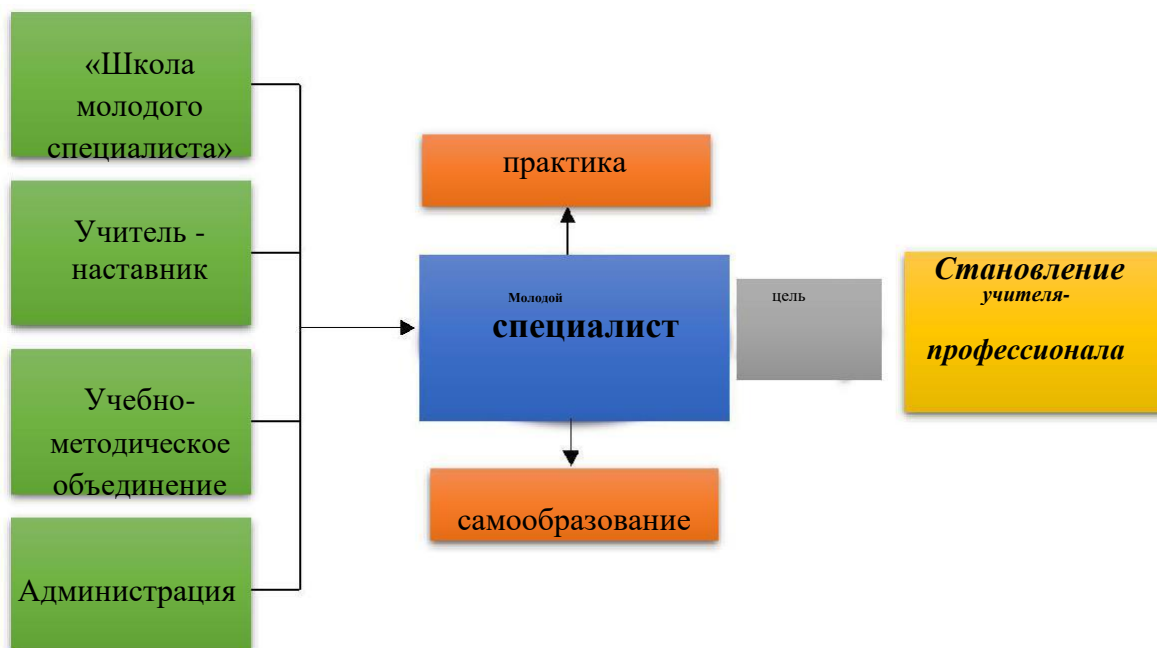 «Школа
молодого
специалиста»
Учитель -
наставник
Учебно-
методическое
объединение
Администрация
практика
Молодой
специалист
самообразование
цель
Становление
учителя-
профессионала